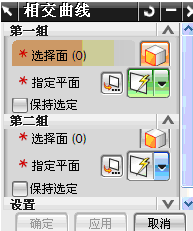 相交曲线
第一组
* 选择面 (0)
* 指定平面
保持选定
第二组
* 选择面 (0)
* 指定平面
保持选定
设置
确定 应用 取消